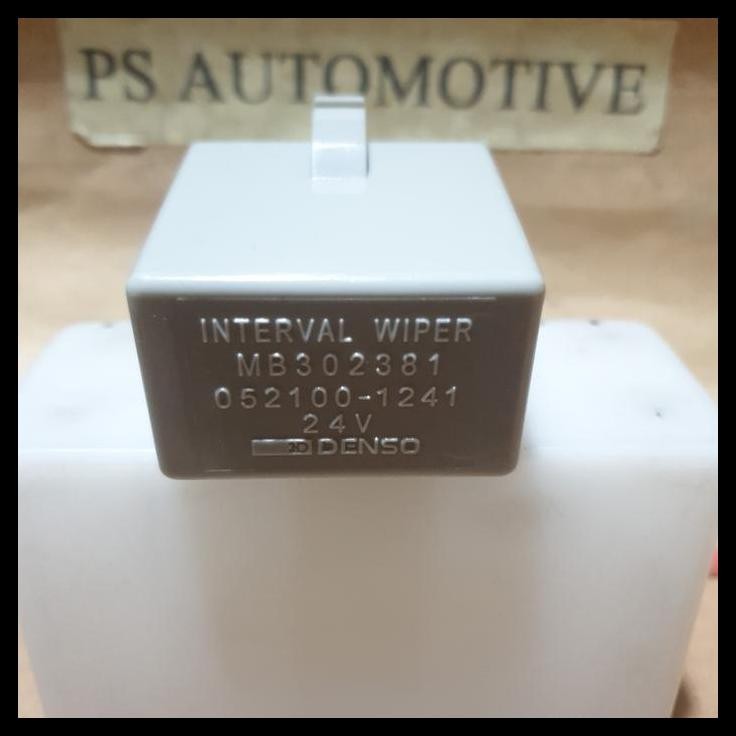 PS AUTOMOTIVE
INTERVAL WIPER
MB302381
052100-1241
24V
DENSO